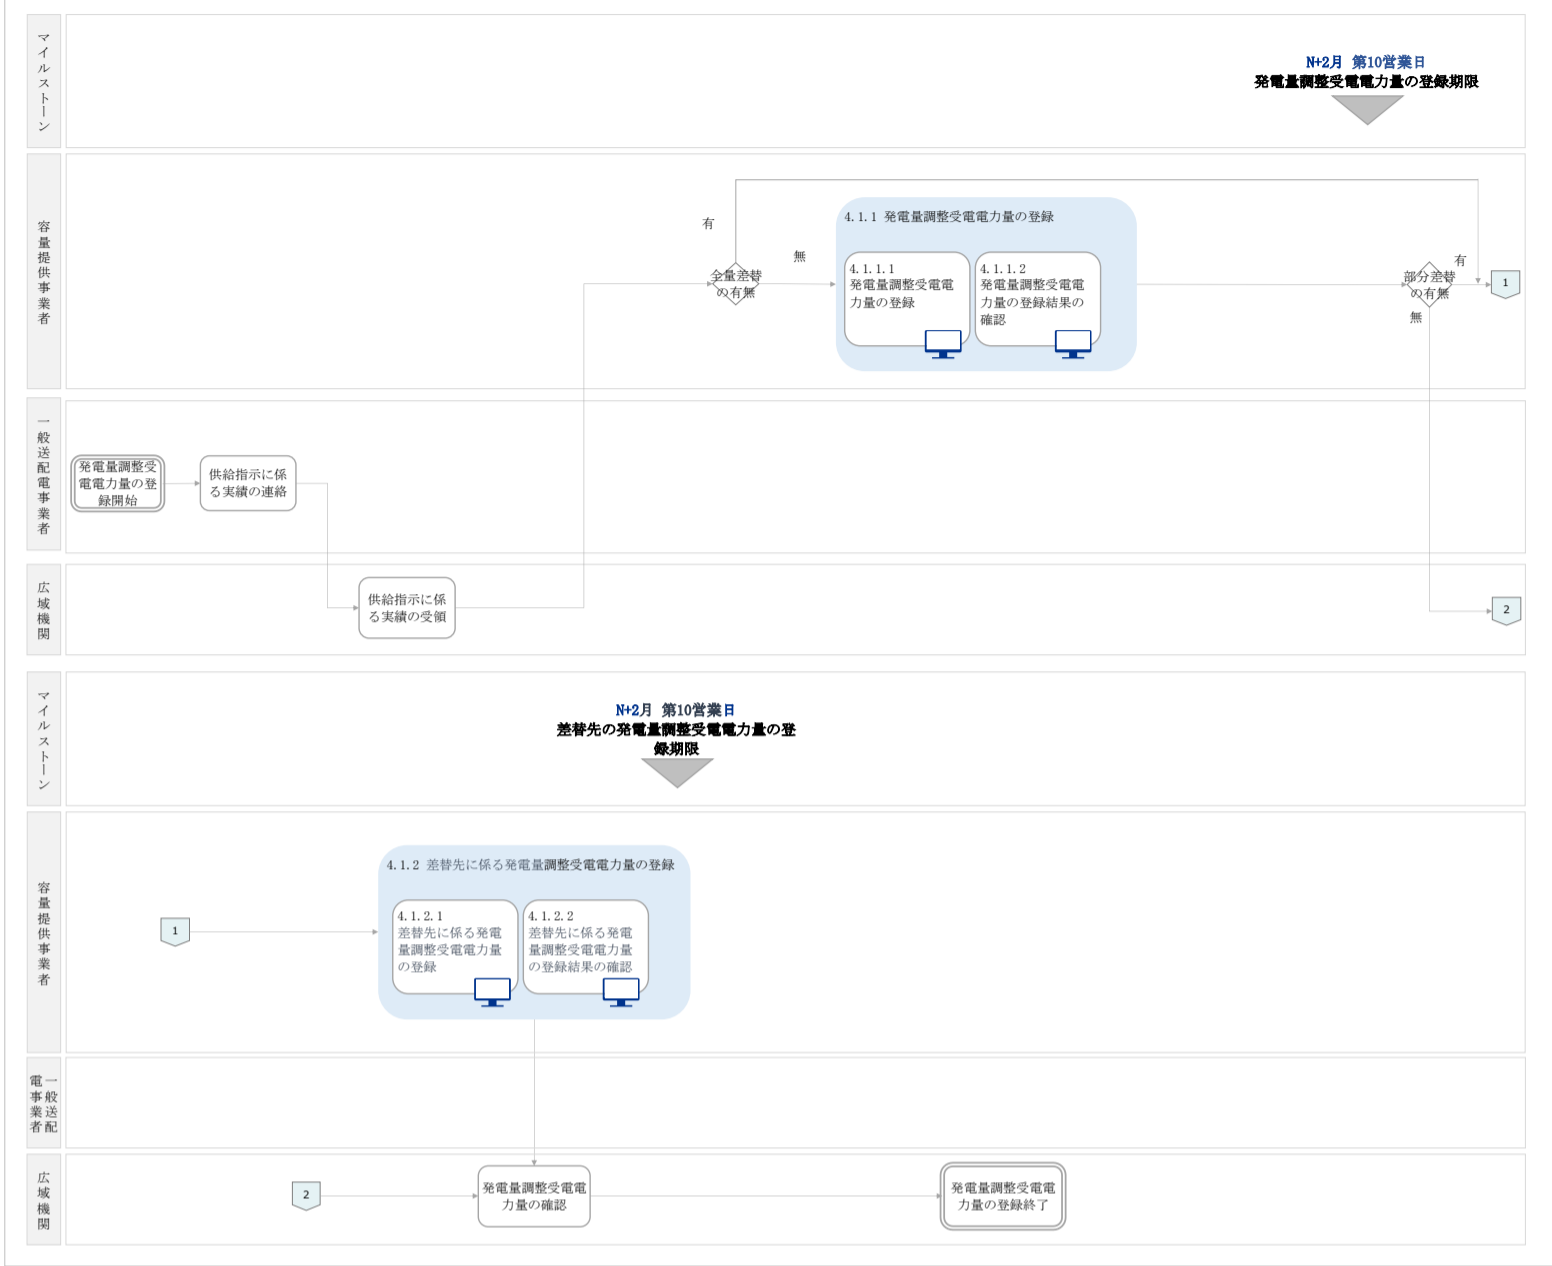 マイルストーン
N+2月 第10営業日
発電量調整受電電力量の登録期限
容量提供事業者
有
無
全量差替
の有無
4.1.1 発電量調整受電電力量の登録
4.1.1.1
発電量調整受電電
力量の登録
4.1.1.2
発電量調整受電電
力量の登録結果の
確認
部分差替
の有無
有
無
1
一般送配電事業者
発電量調整受
電電力量の登
録開始
供給指示に係
る実績の連絡
広域機関
供給指示に係
る実績の受領
2
マイルストーン
N+2月 第10営業日
差替先の発電量調整受電電力量の登
録期限
容量提供事業者
1
4.1.2 差替先に係る発電量調整受電電力量の登録
4.1.2.1
差替先に係る発電
量調整受電電力量
の登録
4.1.2.2
差替先に係る発電
量調整受電電力量
の登録結果の確認
一般送配
電事業者
広域機関
2
発電量調整受電電
力量の確認
発電量調整受電電
力量の登録終了